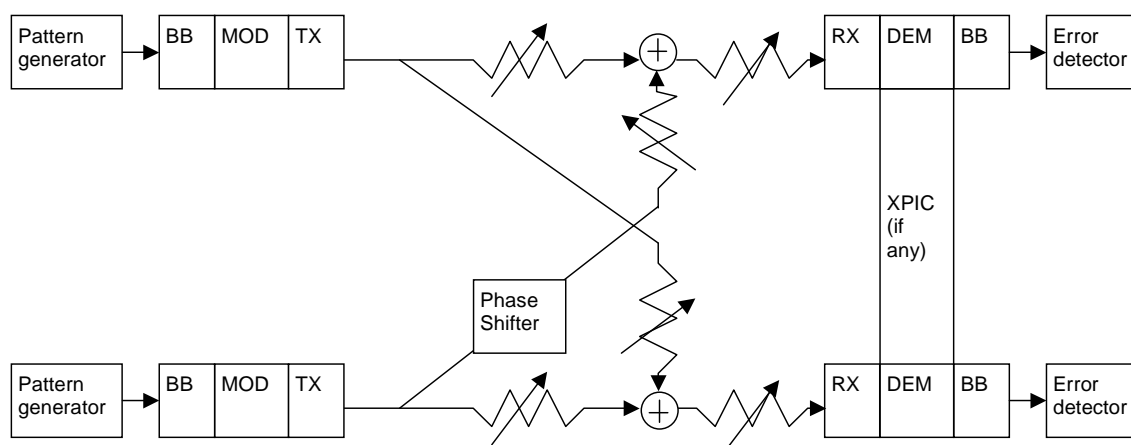 Pattern
generator
BB MOD TX
RX DEM BB
Error
detector
XPIC
(if
any)
Phase
Shifter
Pattern
generator
BB MOD TX
RX DEM BB
Error
detector